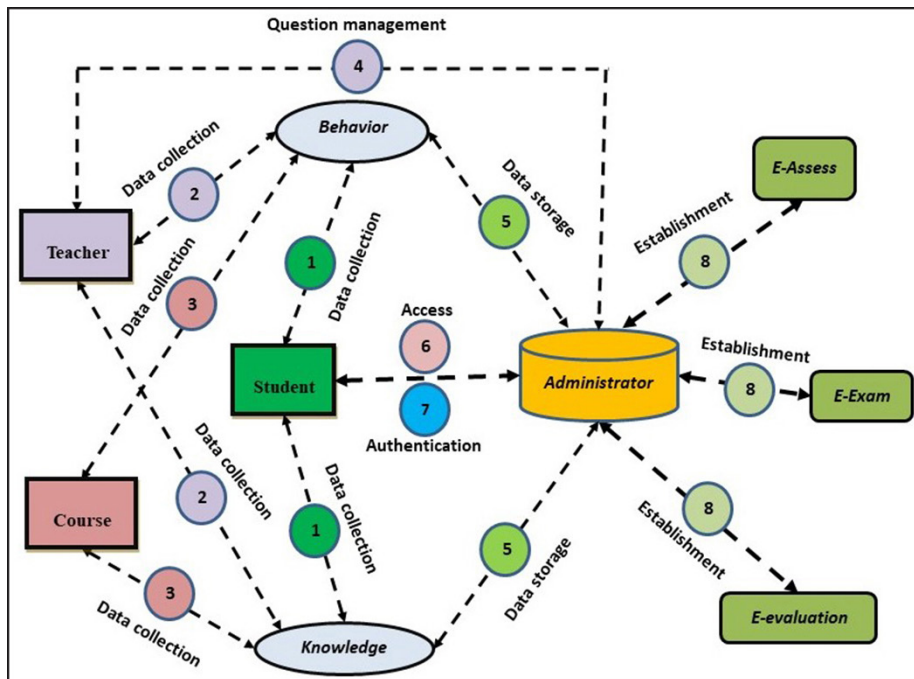 Question management
4
Behavior
Data collection
2
Teacher
Data collection
3
1
Data collection
Data storage
5
E-Assess
Establishment
8
Access
6
Student
7
Authentication
Administrator
Establishment
8
E-Exam
Course
Data collection
2
Data collection
1
5
Data storage
8
Establishment
3
Data collection
Knowledge
E-evaluation